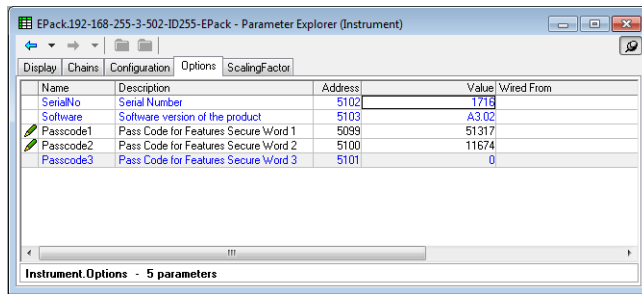 EPack.192-168-255-3-502-ID255-EPack - Parameter Explorer (Instrument)
Display Chains Configuration Options ScalingFactor
Name Description Address Value Wired From
SerialNo Serial Number 5102 1716
Software Software version of the product 5103 A3.02
Passcode1 Pass Code for Features Secure Word 1 5099 51317
Passcode2 Pass Code for Features Secure Word 2 5100 11674
Passcode3 Pass Code for Features Secure Word 3 5101 0
Instrument.Options - 5 parameters